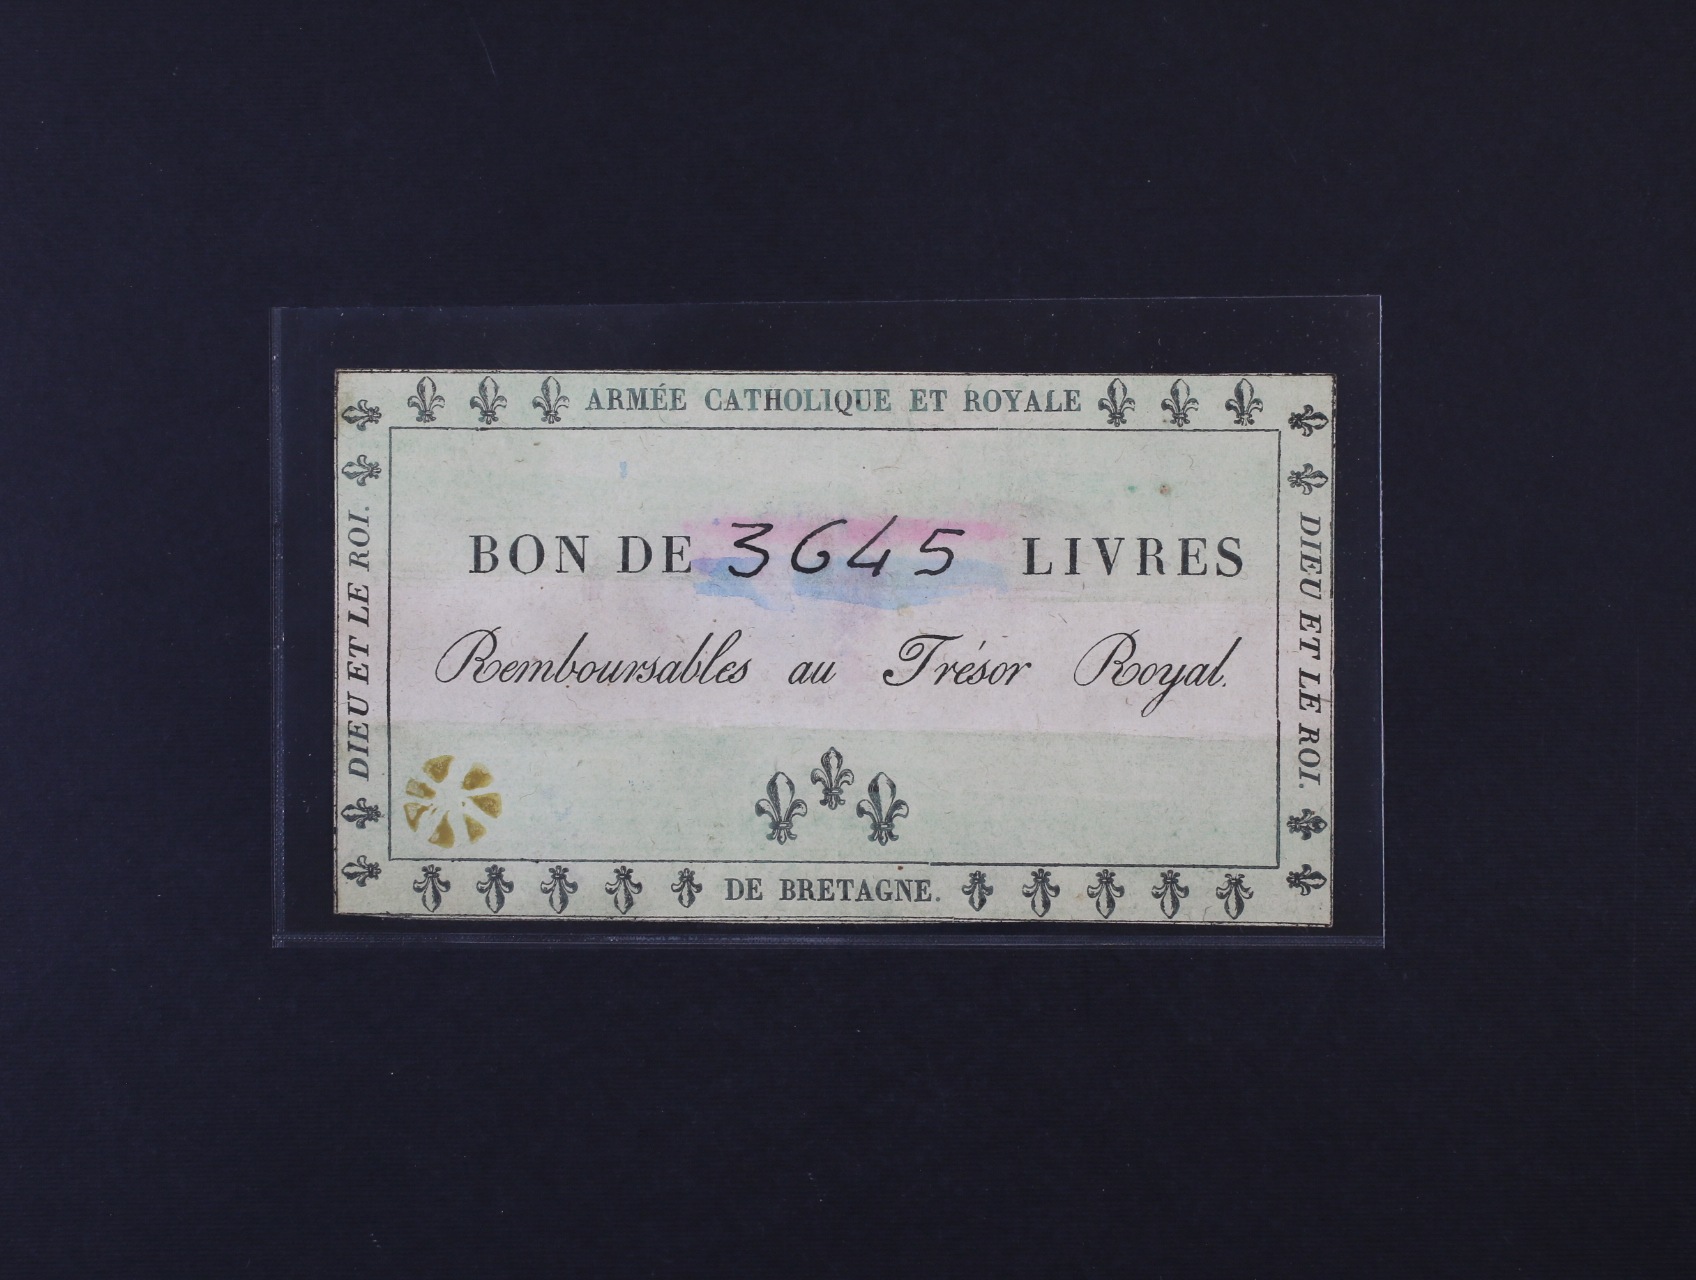 ARMÉE CATHOLIQUE ET ROYALE
DIEU ET LE ROI.
BON DE 3645 LIVRES
Remboursables au Trésor Royal.
DIEU ET LE ROI.
DE BRETAGNE.